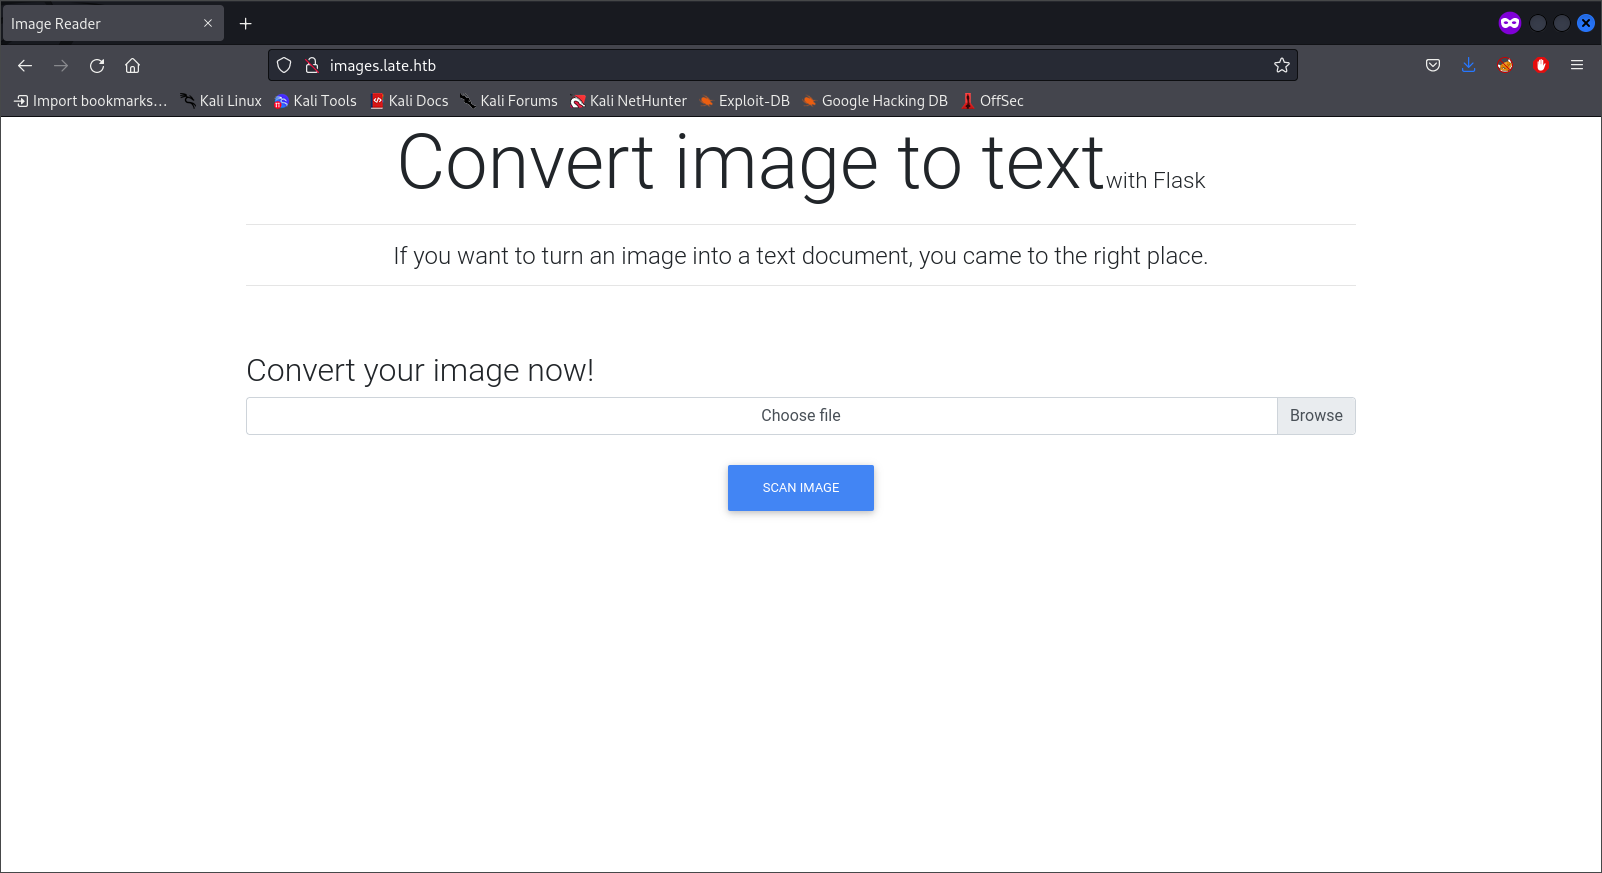 Image Reader
images.late.htb
Import bookmarks... Kali Linux Kali Tools Kali Docs Kali Forums Kali NetHunter Exploit-DB Google Hacking DB OffSec
Convert image to text with Flask
If you want to turn an image into a text document, you came to the right place.
Convert your image now!
Choose file Browse
SCAN IMAGE